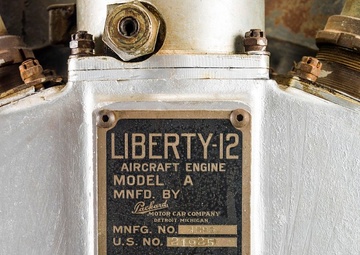 LIBERTY-12
AIRCRAFT ENGINE
MODEL A
MNFD. BY
Packard
MOTOR CAR COMPANY
DETROIT MICHIGAN
MNFG. NO.
U.S. NO.